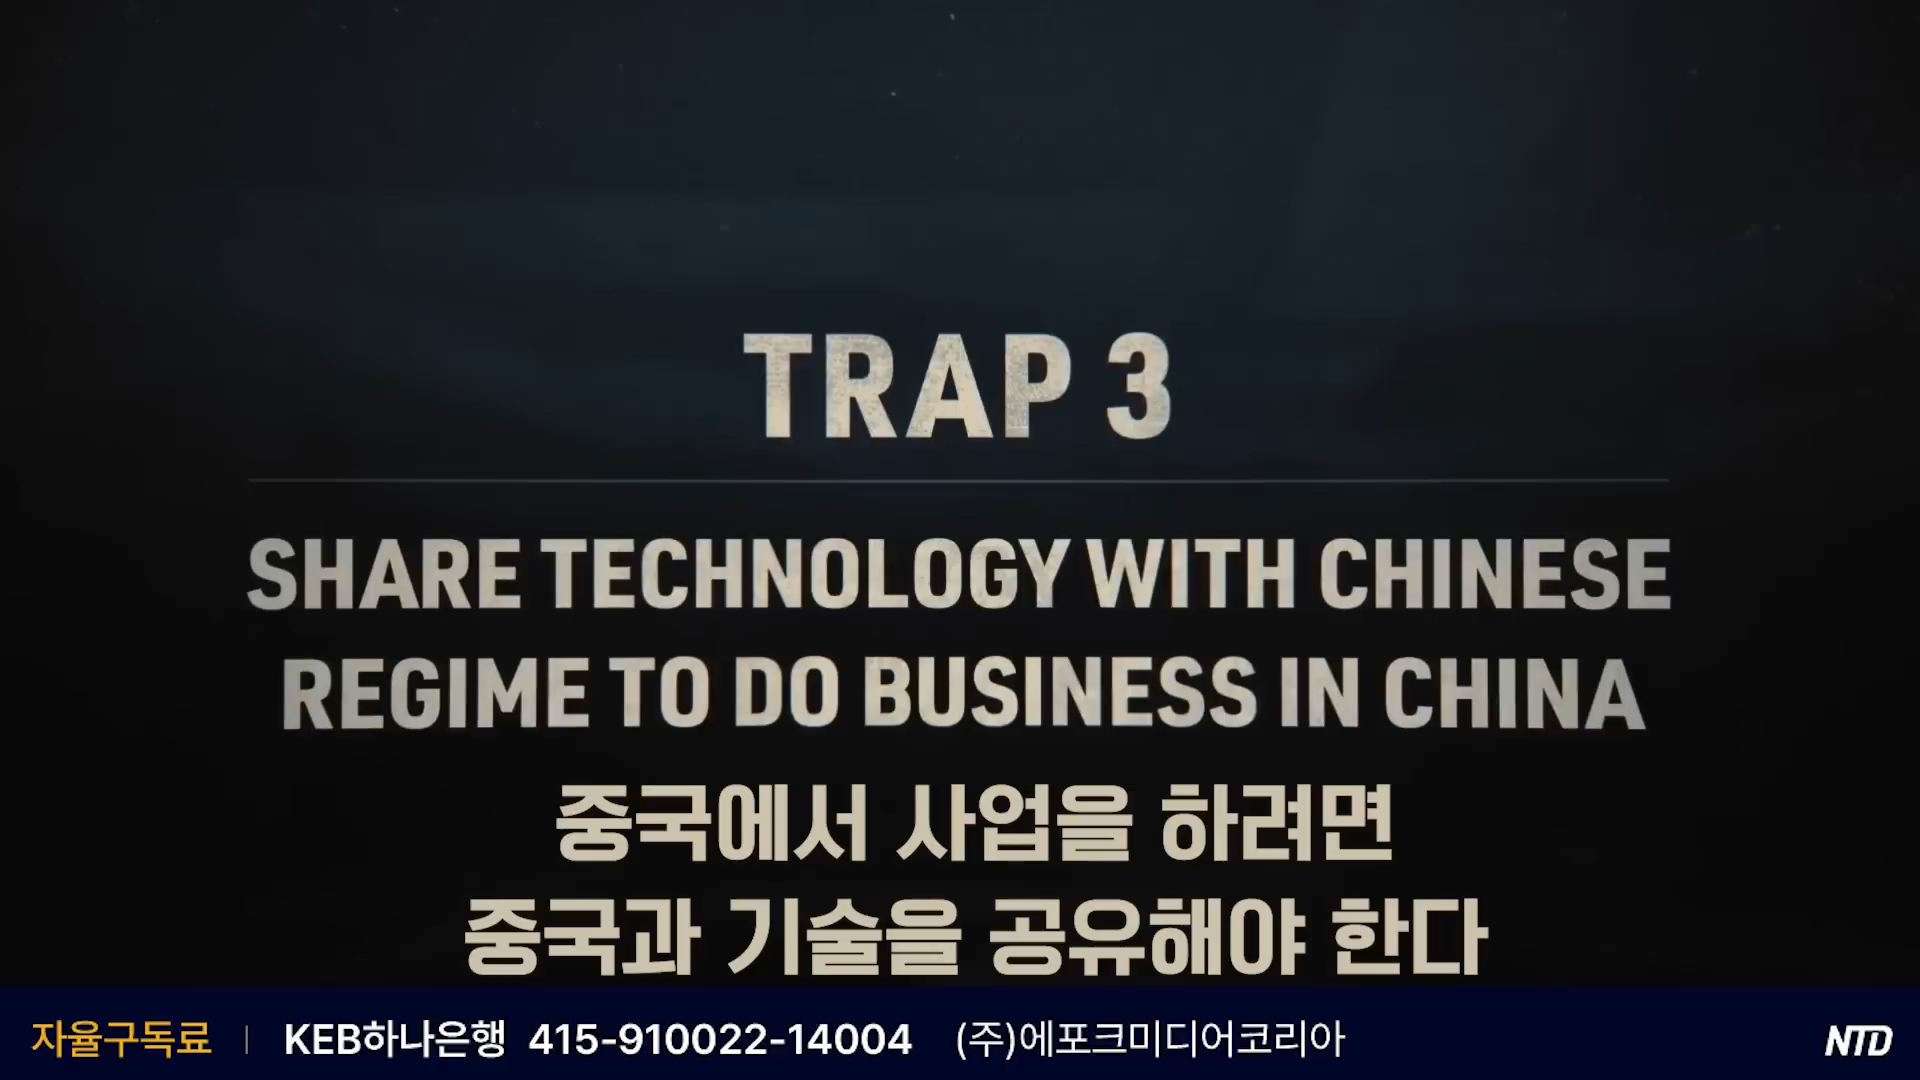 TRAP 3
SHARE TECHNOLOGY WITH CHINESE
REGIME TO DO BUSINESS IN CHINA
중국에서 사업을 하려면
중국과 기술을 공유해야 한다
자율구독료 | KEB하나은행 415-910022-14004 (주)에포크미디어코리아 NTD